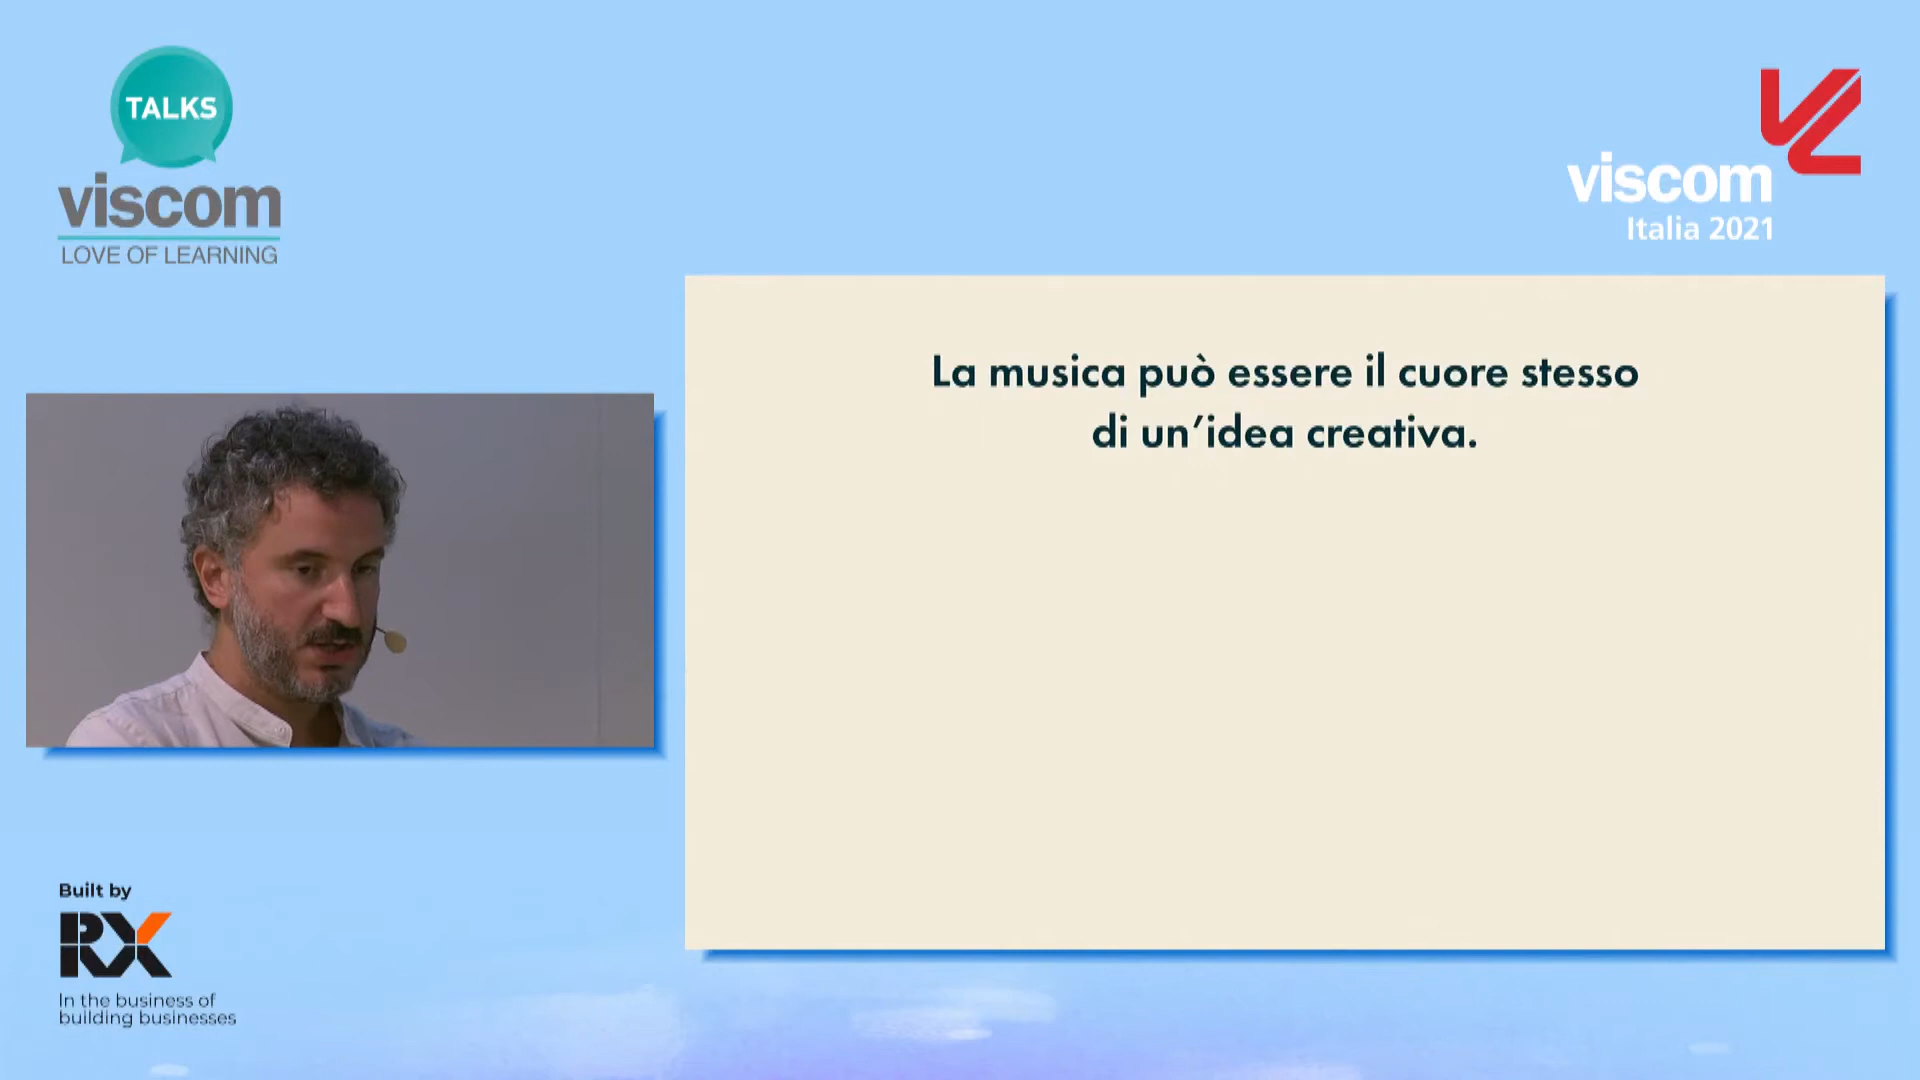 TALKS
viscom
LOVE OF LEARNING
viscom
Italia 2021
La musica può essere il cuore stesso
di un’idea creativa.
Built by
RX
In the business of
building businesses